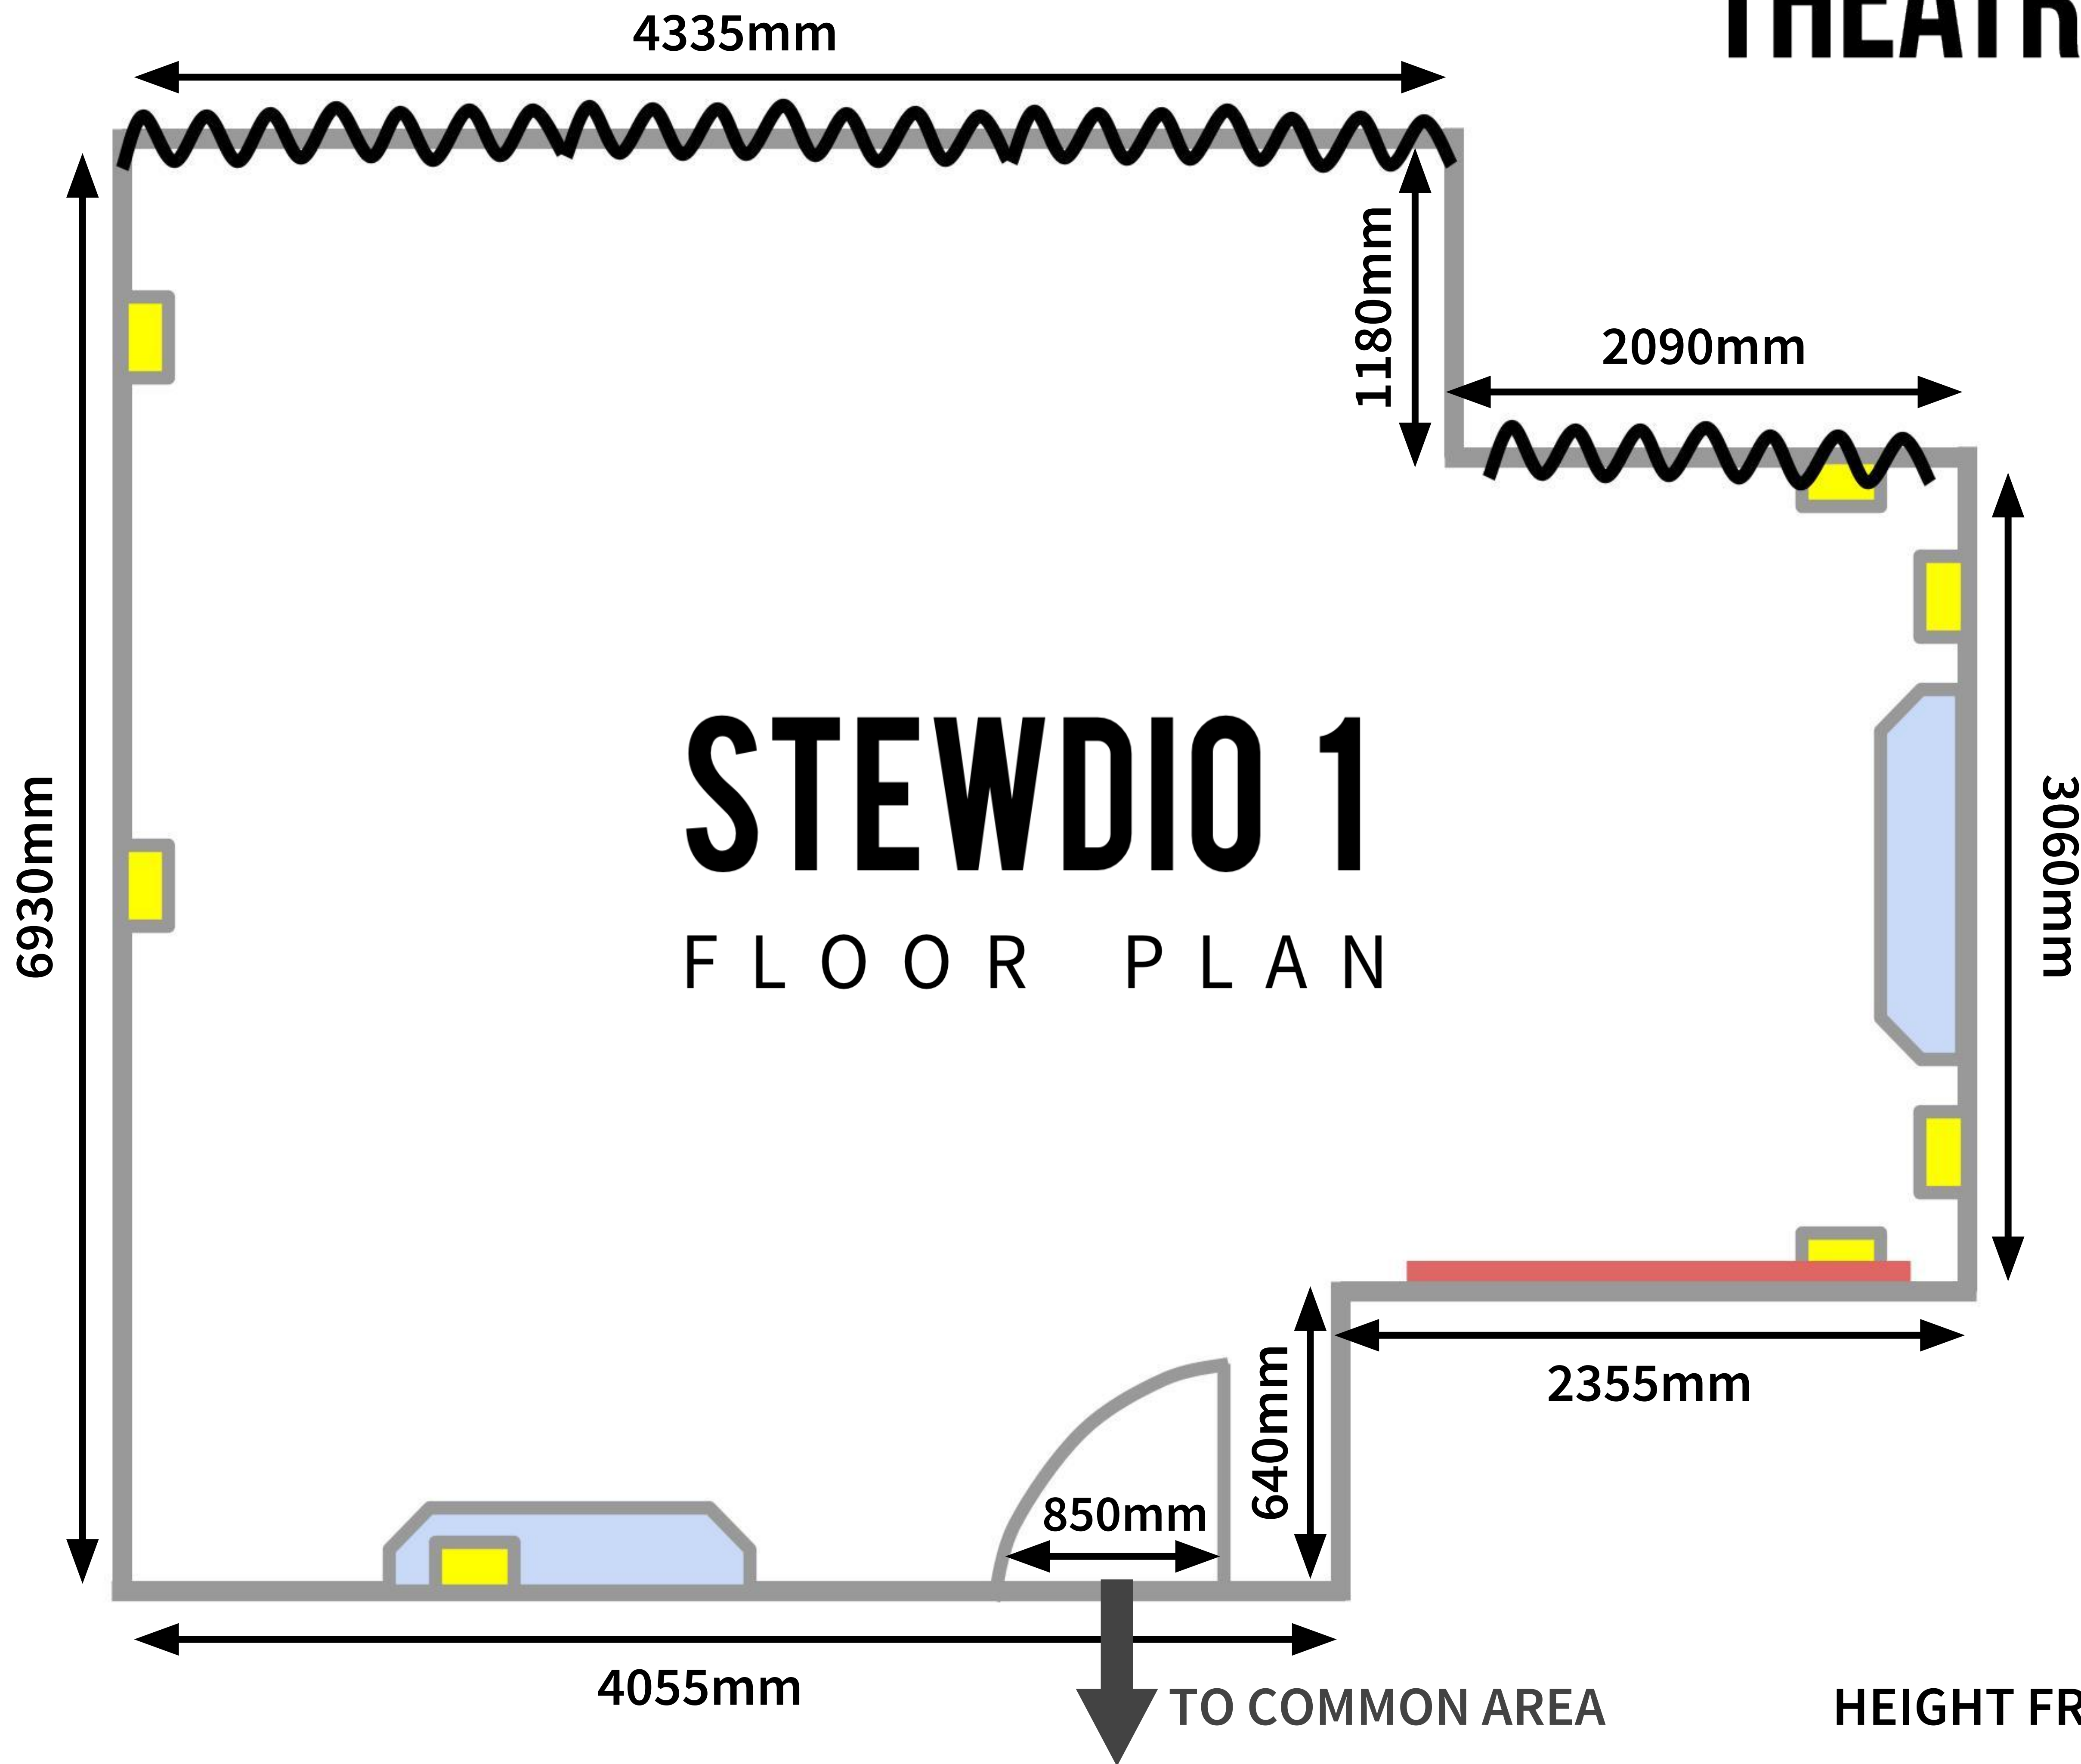 4335mm
1180mm
2090mm
STEWDIO 1
FLOOR PLAN
6930mm
3060mm
640mm
2355mm
850mm
4055mm
TO COMMON AREA